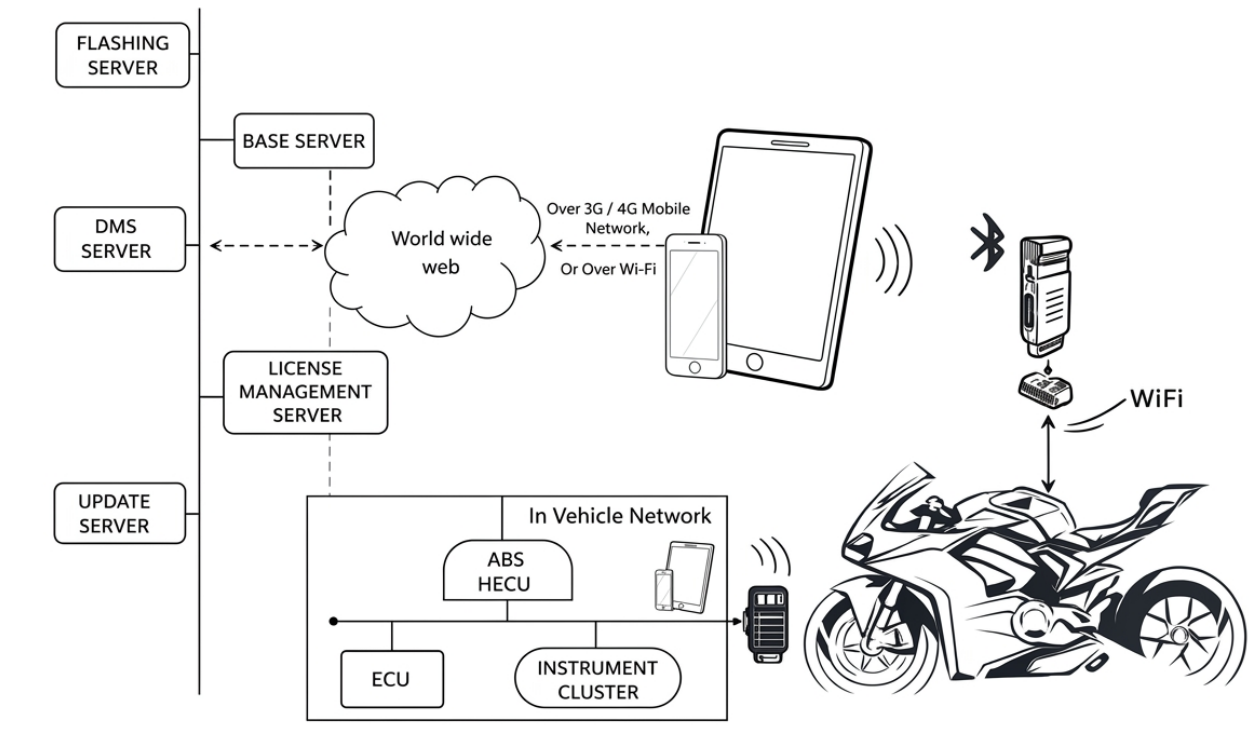 FLASHING
SERVER
BASE SERVER
DMS
SERVER
World wide
web
Over 3G / 4G Mobile
Network,
Or Over Wi-Fi
LICENSE
MANAGEMENT
SERVER
WiFi
UPDATE
SERVER
In Vehicle Network
ABS
HECU
ECU
INSTRUMENT
CLUSTER